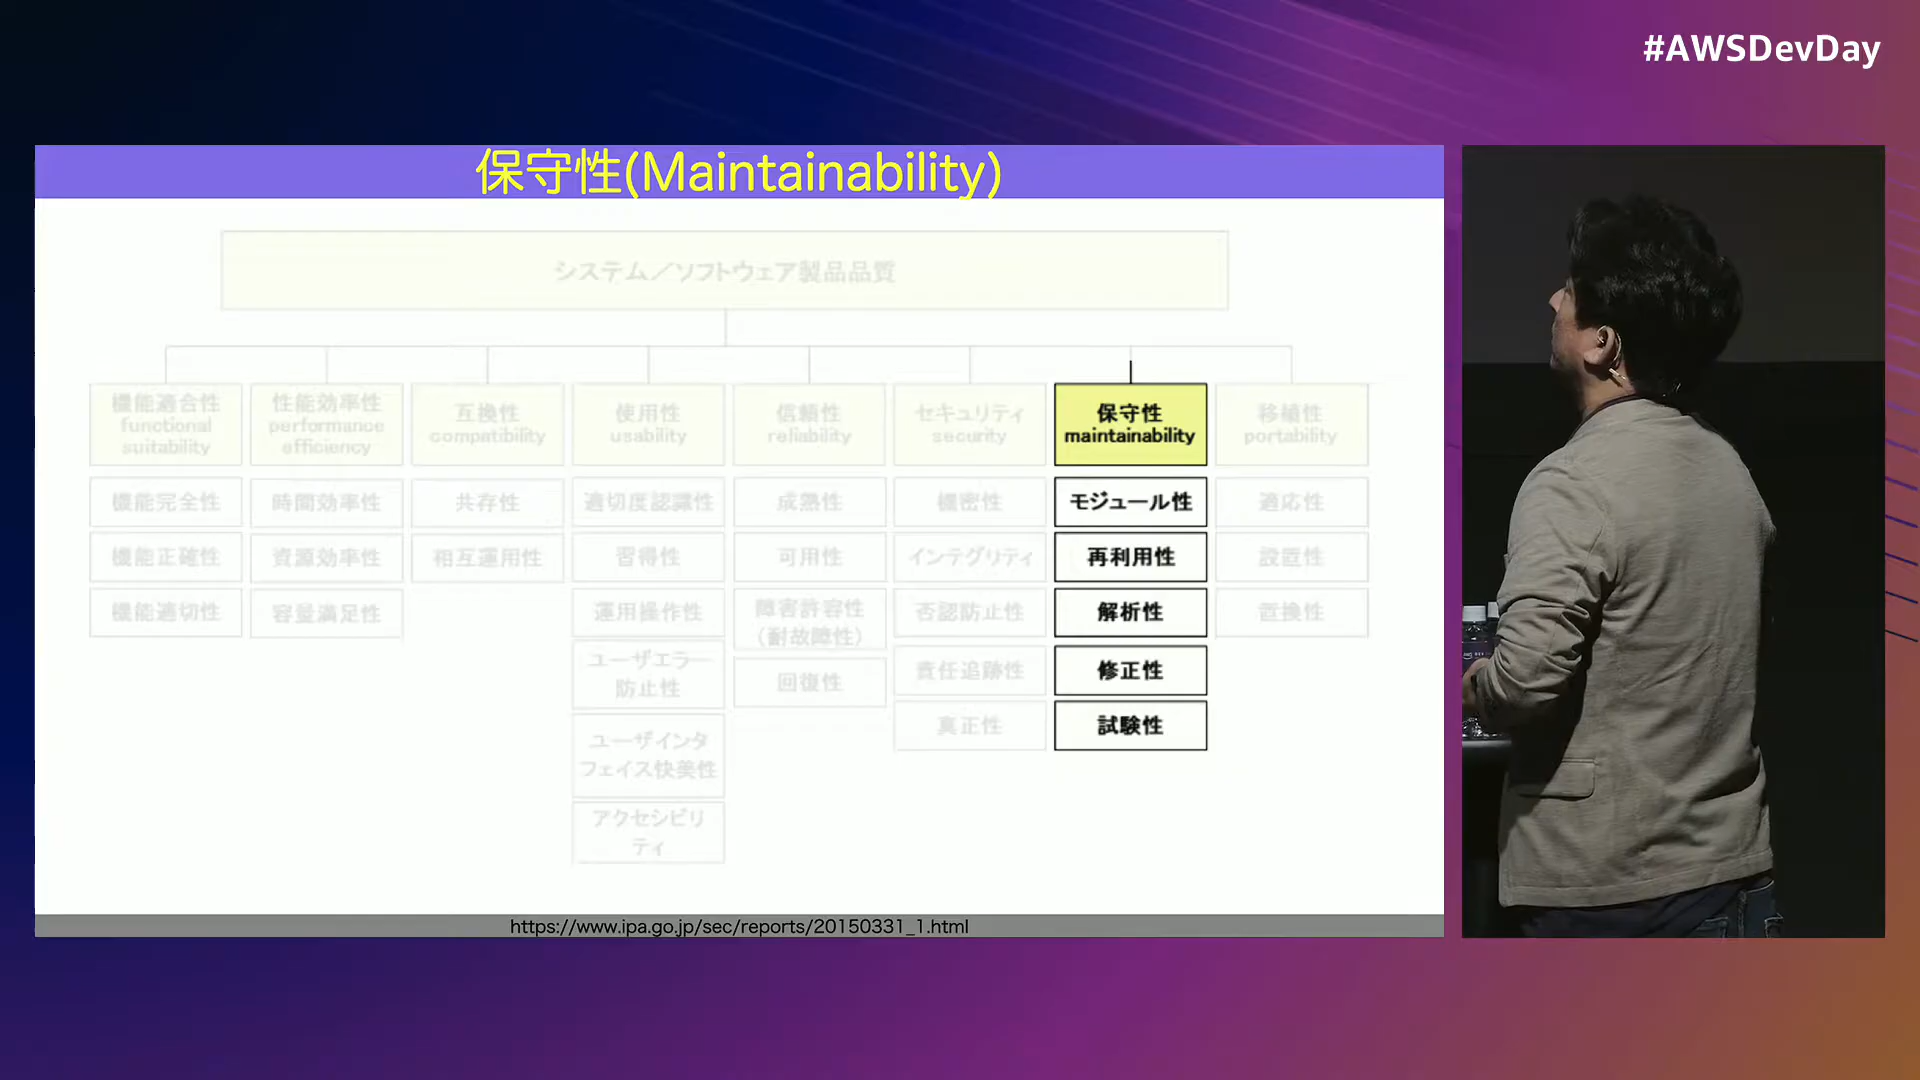 #AWSDevDay
保守性(Maintainability)
システム／ソフトウェア製品品質
機能適合性
functional
suitability
機能完全性
機能正確性
機能適切性
性能効率性
performance
efficiency
時間効率性
資源効率性
容量満足性
互換性
compatibility
共存性
相互運用性
使用性
usability
適切度認識性
習得性
運用操作性
ユーザエラー
防止性
ユーザインタ
フェイス快美性
アクセシビリ
ティ
信頼性
reliability
成熟性
可用性
障害許容性
（耐故障性）
回復性
セキュリティ
security
機密性
インテグリティ
否認防止性
責任追跡性
真正性
保守性
maintainability
モジュール性
再利用性
解析性
修正性
試験性
移植性
portability
適応性
設置性
置換性
https://www.ipa.go.jp/sec/reports/20150331_1.html